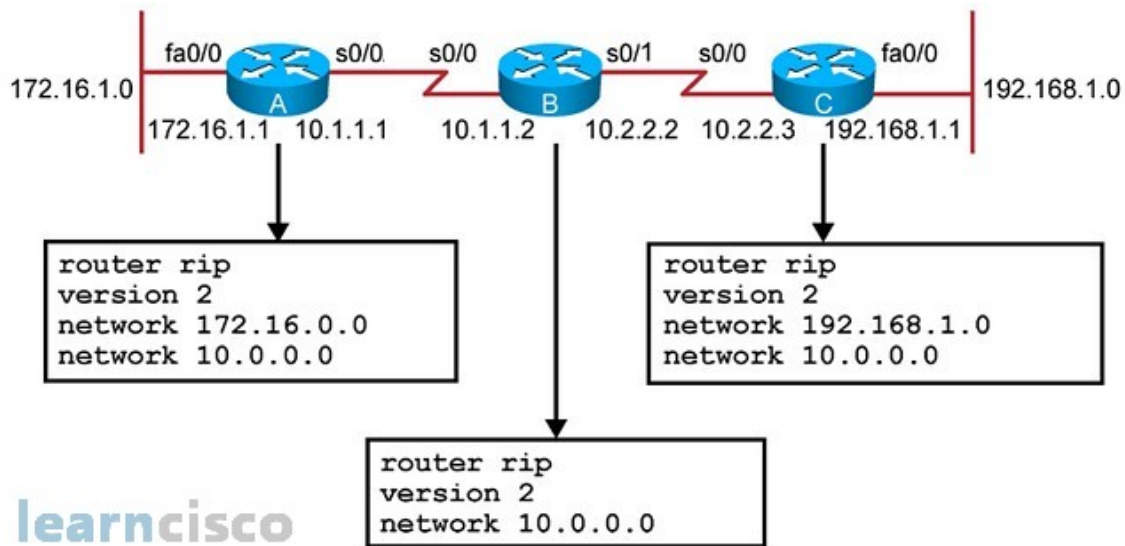 fa0/0 s0/0. s0/0 s0/1 s0/0 fa0/0
172.16.1.0 A B C 192.168.1.0
172.16.1.1 10.1.1.1 10.1.1.2 10.2.2.2 10.2.2.3 192.168.1.1
router rip
version 2
network 172.16.0.0
network 10.0.0.0
router rip
version 2
network 192.168.1.0
network 10.0.0.0
router rip
version 2
network 10.0.0.0
learncisco